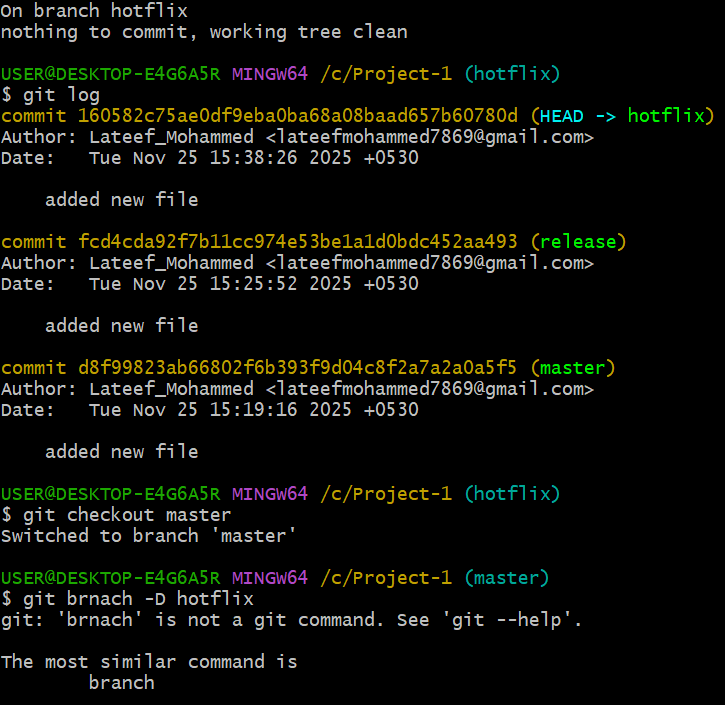 On branch hotflix
nothing to commit, working tree clean
USER@DESKTOP-E4G6A5R MINGW64 /c/Project-1 (hotflix)
$ git log
commit 160582c75ae0df9eba0ba68a08baad657b60780d (HEAD -> hotflix)
Author: Lateef_Mohammed <lateefmohammed7869@gmail.com>
Date:   Tue Nov 25 15:38:26 2025 +0530
    added new file
commit fcd4cda92f7b11cc974e53be1a1d0bdc452aa493 (release)
Author: Lateef_Mohammed <lateefmohammed7869@gmail.com>
Date:   Tue Nov 25 15:25:52 2025 +0530
    added new file
commit d8f99823ab66802f6b393f9d04c8f2a7a2a0a5f5 (master)
Author: Lateef_Mohammed <lateefmohammed7869@gmail.com>
Date:   Tue Nov 25 15:19:16 2025 +0530
    added new file
USER@DESKTOP-E4G6A5R MINGW64 /c/Project-1 (hotflix)
$ git checkout master
Switched to branch 'master'
USER@DESKTOP-E4G6A5R MINGW64 /c/Project-1 (master)
$ git brnach -D hotflix
git: 'brnach' is not a git command. See 'git --help'.
The most similar command is
        branch